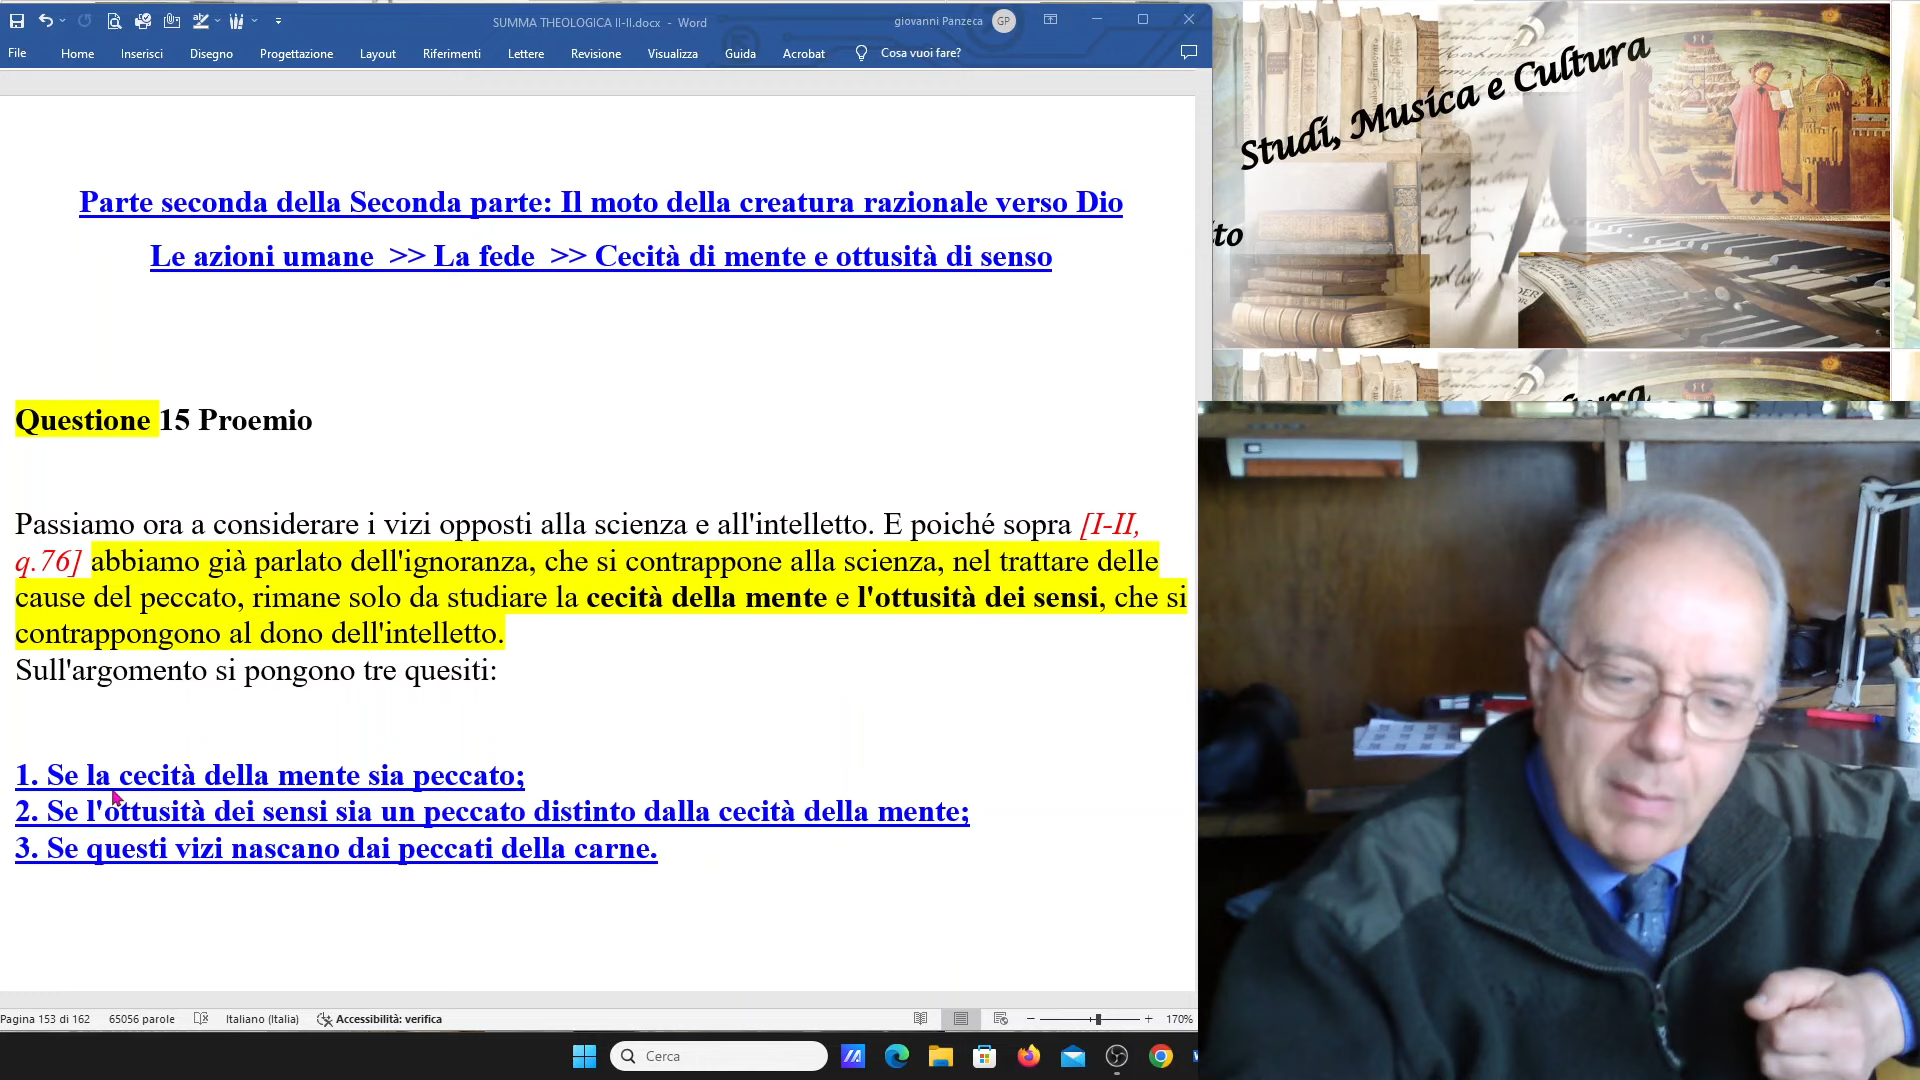 SUMMA THEOLOGICA II-II.docx - Word
giovanni Panzeca GP
File Home Inserisci Disegno Progettazione Layout Riferimenti Lettere Revisione Visualizza Guida Acrobat Cosa vuoi fare?
Parte seconda della Seconda parte: Il moto della creatura razionale verso Dio
Le azioni umane >> La fede >> Cecità di mente e ottusità di senso
Questione 15 Proemio
Passiamo ora a considerare i vizi opposti alla scienza e all'intelletto. E poiché sopra [I-II,
q.76] abbiamo già parlato dell'ignoranza, che si contrappone alla scienza, nel trattare delle
cause del peccato, rimane solo da studiare la cecità della mente e l'ottusità dei sensi, che si
contrappongono al dono dell'intelletto.
Sull'argomento si pongono tre quesiti:
1. Se la cecità della mente sia peccato;
2. Se l'ottusità dei sensi sia un peccato distinto dalla cecità della mente;
3. Se questi vizi nascano dai peccati della carne.
Pagina 153 di 162 65056 parole Italiano (Italia) Accessibilità: verifica 170%
Cerca
Studi, Musica e Cultura